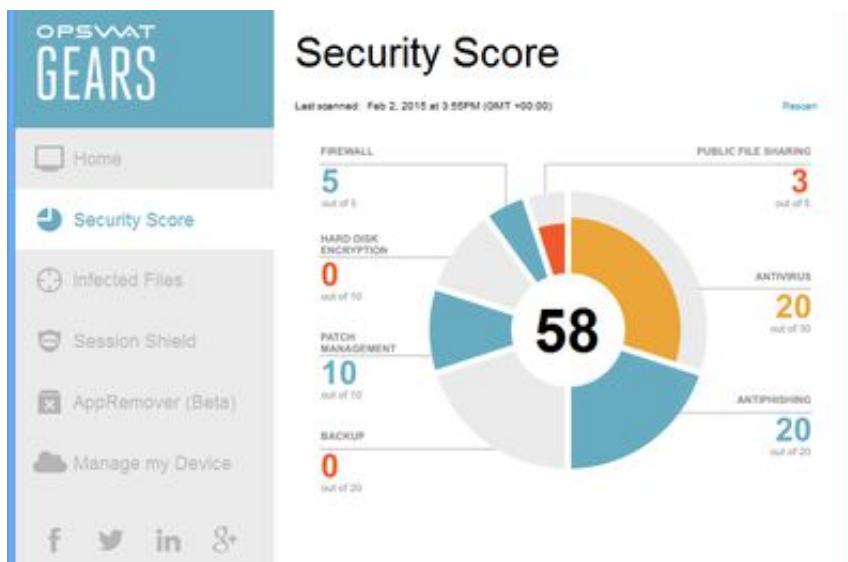 OPSWAT
GEARS
Home
Security Score
Infected Files
Session Shield
AppRemover (Beta)
Manage my Device
f in g+
Security Score
Last scanned: Feb 2, 2015 at 3:55PM (GMT +00:00)
Rescan
FIREWALL
5
out of 5
HARD DISK
ENCRYPTION
0
out of 10
PATCH
MANAGEMENT
10
out of 10
BACKUP
0
out of 20
58
PUBLIC FILE SHARING
3
out of 5
ANTIVIRUS
20
out of 30
ANTIPHISHING
20
out of 20